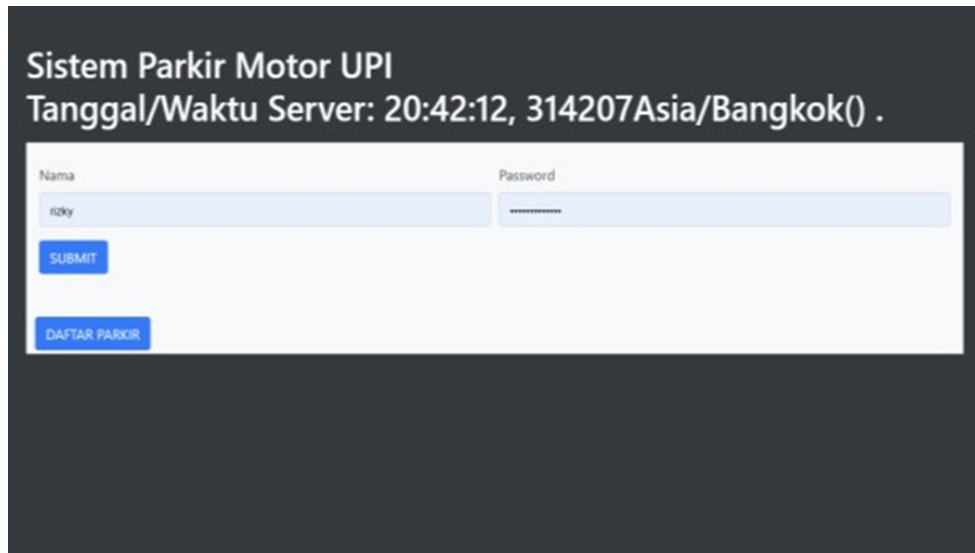 Sistem Parkir Motor UPI
Tanggal/Waktu Server: 20:42:12, 314207Asia/Bangkok() .
Nama Password
rizky •••••••••••••
SUBMIT
DAFTAR PARKIR